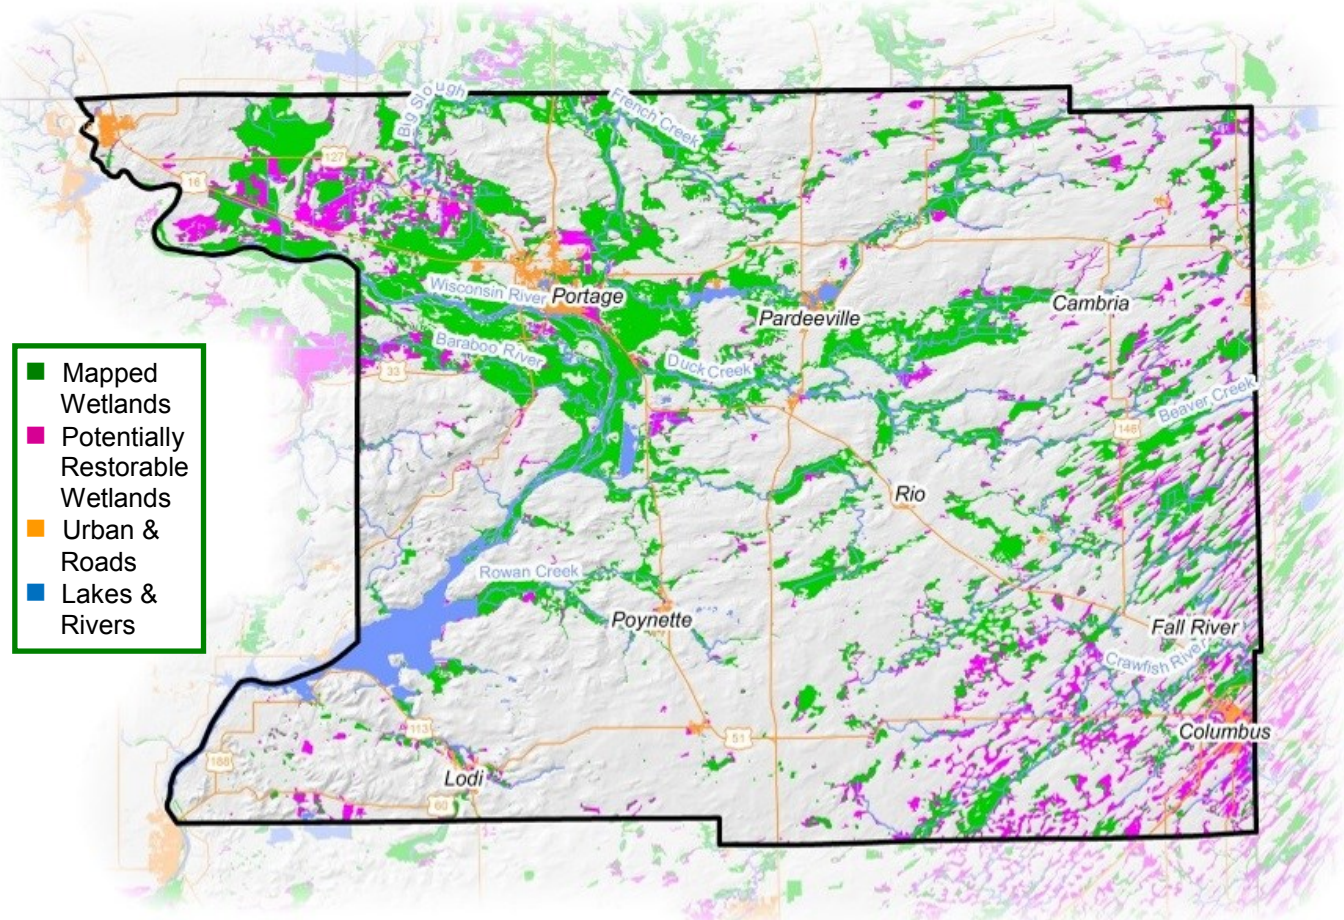 Big Slough
French Creek
127
16
Wisconsin River
Portage
Pardeeville
Cambria
Baraboo River
Duck Creek
33
Beaver Creek
146
Mapped
Wetlands
Potentially
Restorable
Wetlands
Urban &
Roads
Lakes &
Rivers
Rio
Rowan Creek
Poynette
Fall River
Crawfish River
Columbus
113
51
188
Lodi
60